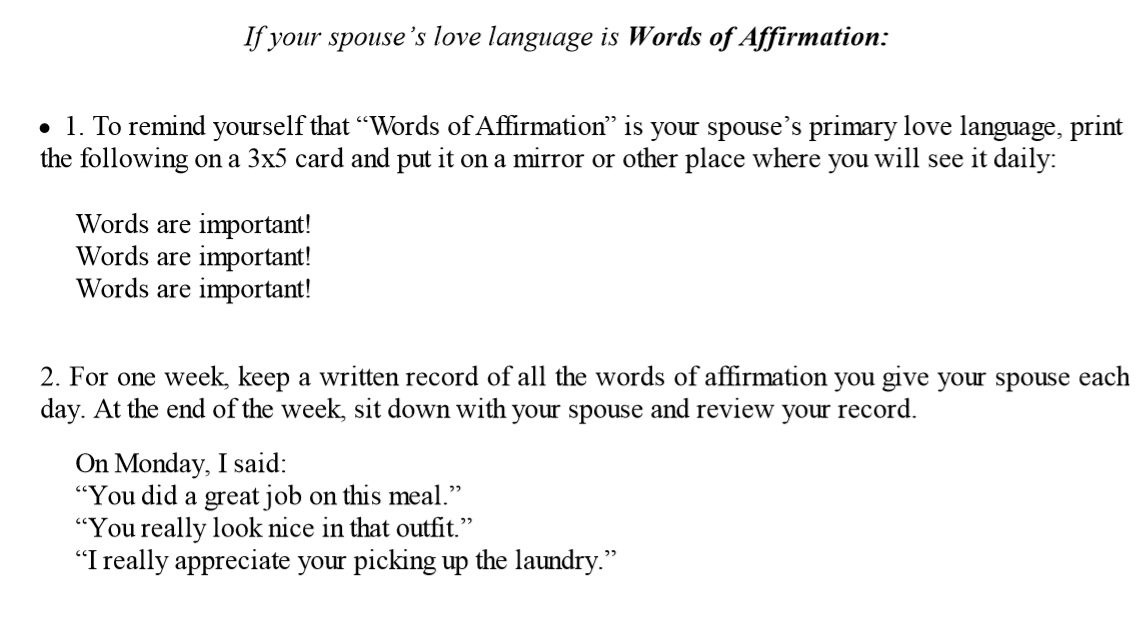 If your spouse’s love language is Words of Affirmation:
• 1. To remind yourself that “Words of Affirmation” is your spouse’s primary love language, print
the following on a 3x5 card and put it on a mirror or other place where you will see it daily:
Words are important!
Words are important!
Words are important!
2. For one week, keep a written record of all the words of affirmation you give your spouse each
day. At the end of the week, sit down with your spouse and review your record.
On Monday, I said:
“You did a great job on this meal.”
“You really look nice in that outfit.”
“I really appreciate your picking up the laundry.”